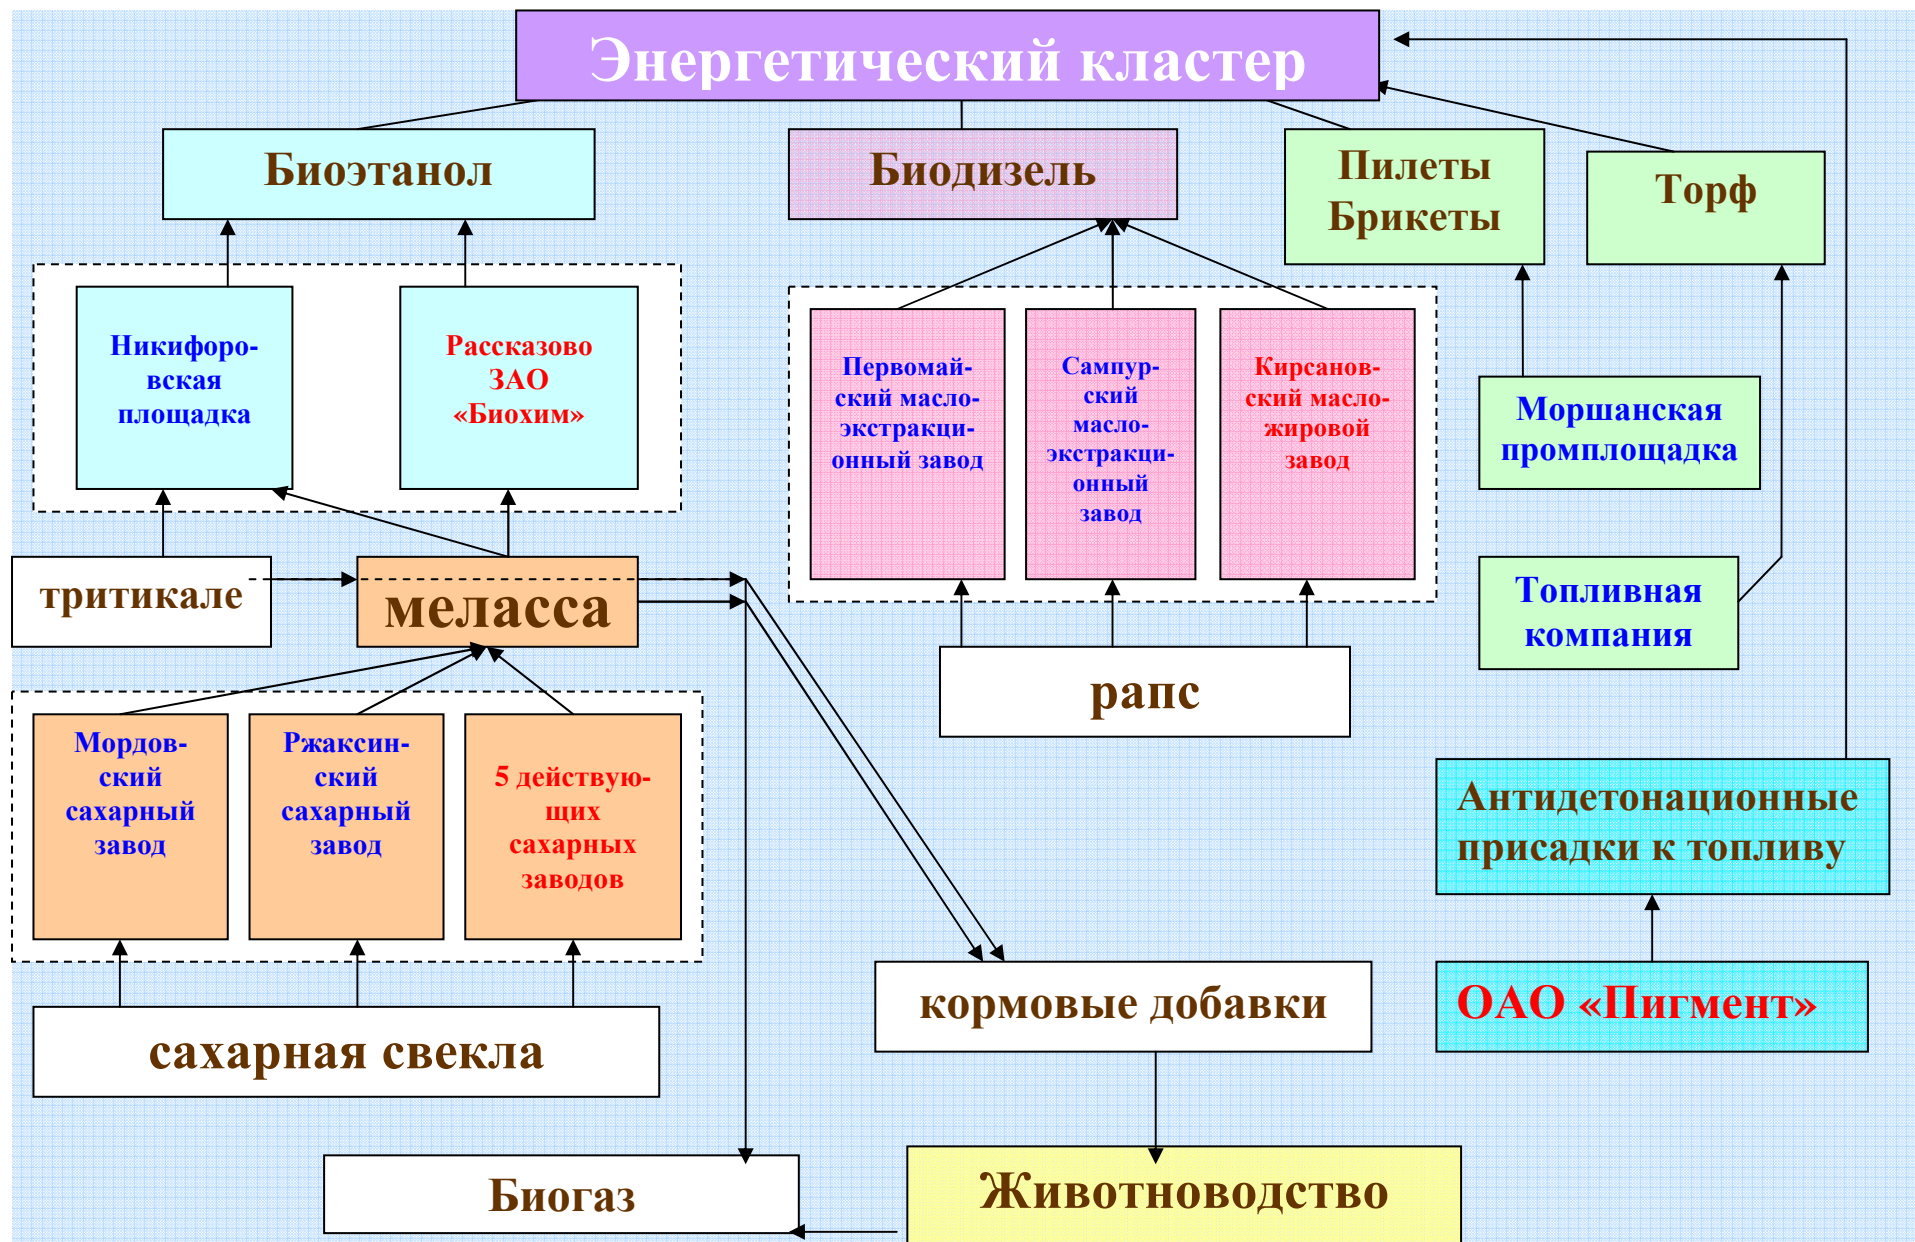 Энергетический кластер
Биоэтанол
Биодизель
Пилеты
Брикеты
Торф
Никифоро-
вская
площадка
Рассказово
ЗАО
«Биохим»
Первомай-
ский масло-
экстракци-
онный завод
Сампур-
ский
масло-
экстракци-
онный
завод
Кирсанов-
ский масло-
жировой
завод
Моршанская
промплощадка
тритикале
меласса
Топливная
компания
рапс
Мордов-
ский
сахарный
завод
Ржаксин-
ский
сахарный
завод
5 действую-
щих
сахарных
заводов
Антидетонационные
присадки к топливу
кормовые добавки
ОАО «Пигмент»
сахарная свекла
Биогаз
Животноводство